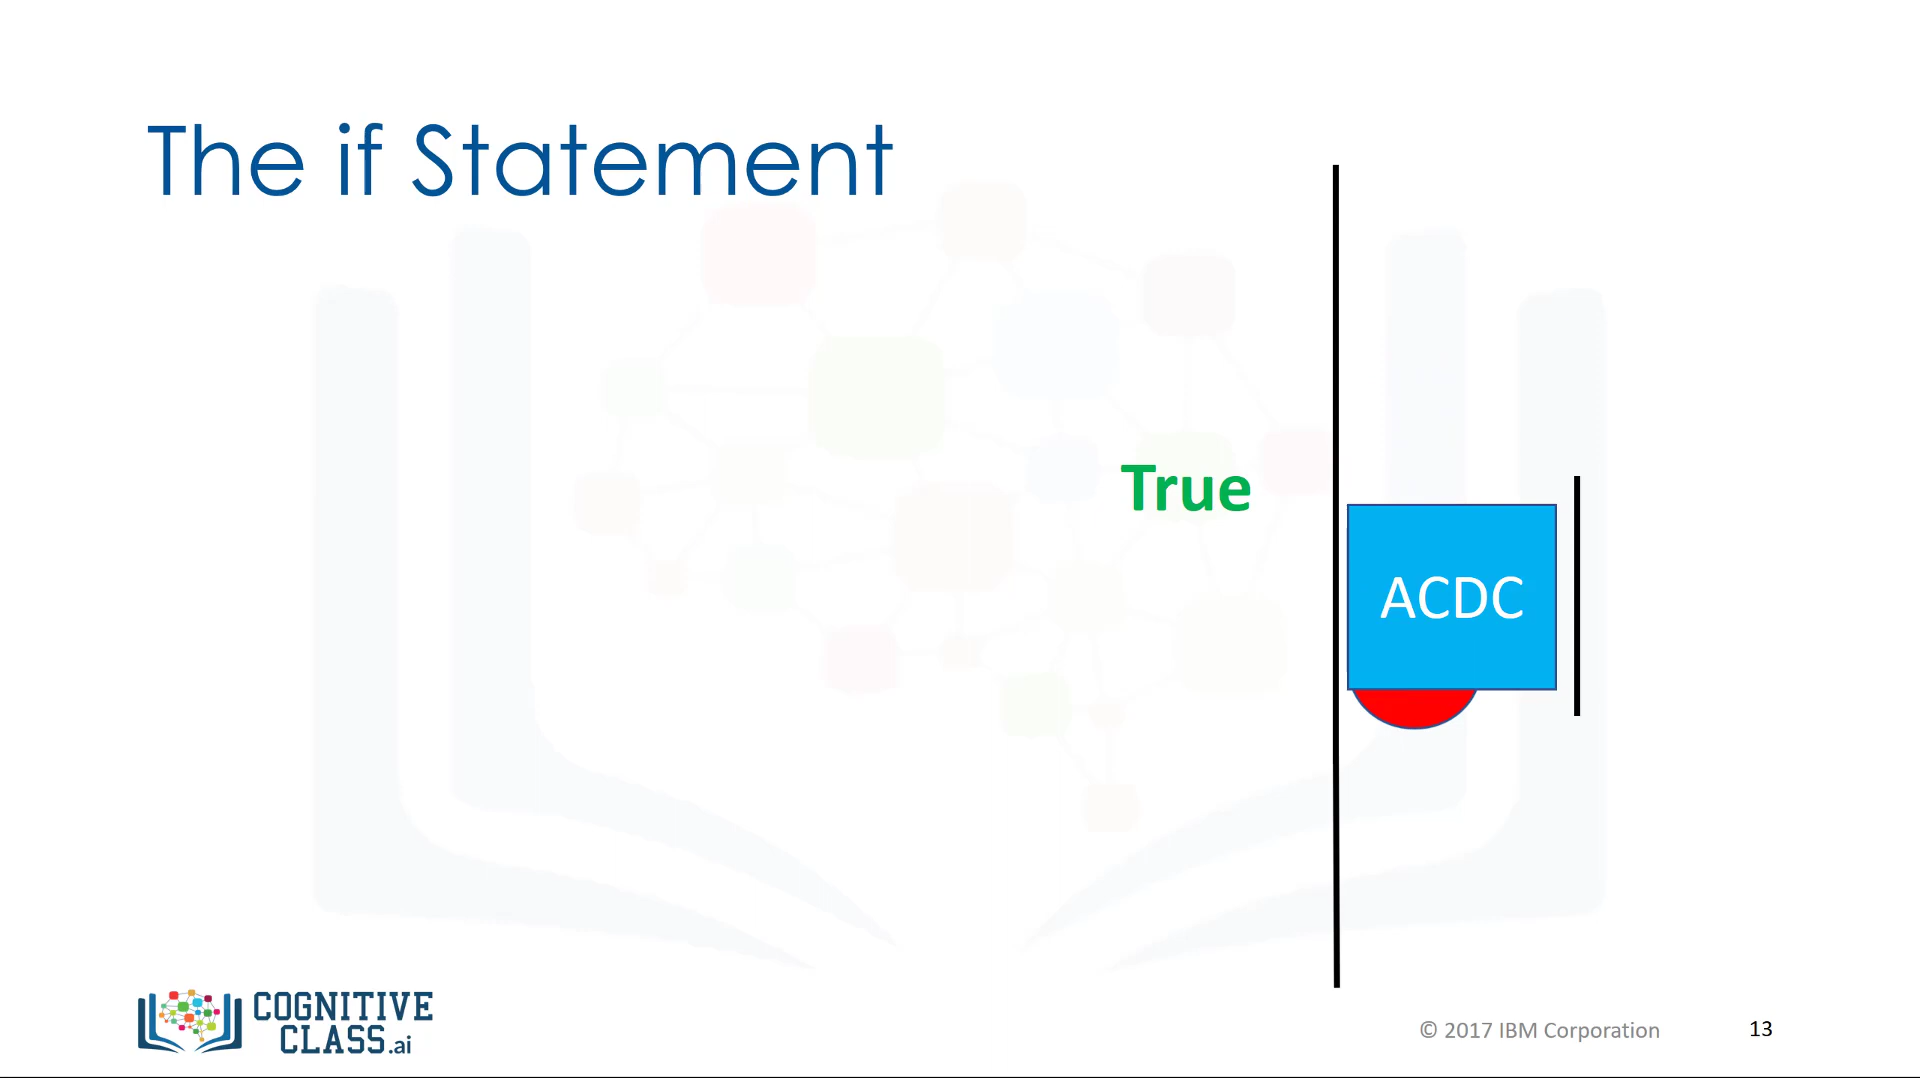 The if Statement
True
ACDC
COGNITIVE
CLASS.ai
© 2017 IBM Corporation
13